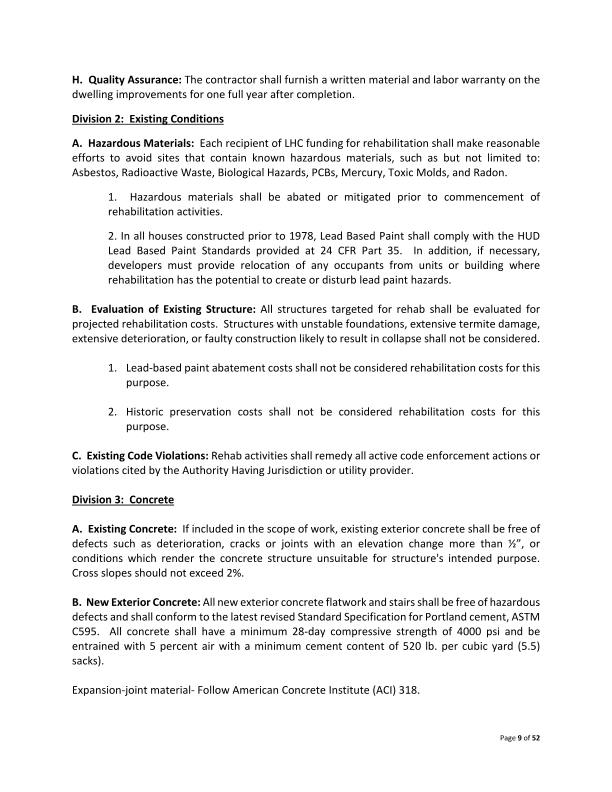 H.  Quality Assurance: The contractor shall furnish a written material and labor warranty on the
dwelling improvements for one full year after completion.
Division 2:  Existing Conditions
A.  Hazardous Materials:  Each recipient of LHC funding for rehabilitation shall make reasonable
efforts to avoid sites that contain known hazardous materials, such as but not limited to:
Asbestos, Radioactive Waste, Biological Hazards, PCBs, Mercury, Toxic Molds, and Radon.
1.  Hazardous materials shall be abated or mitigated prior to commencement of
rehabilitation activities.
2. In all houses constructed prior to 1978, Lead Based Paint shall comply with the HUD
Lead Based Paint Standards provided at 24 CFR Part 35.  In addition, if necessary,
developers must provide relocation of any occupants from units or building where
rehabilitation has the potential to create or disturb lead paint hazards.
B.  Evaluation of Existing Structure: All structures targeted for rehab shall be evaluated for
projected rehabilitation costs.  Structures with unstable foundations, extensive termite damage,
extensive deterioration, or faulty construction likely to result in collapse shall not be considered.
1.  Lead-based paint abatement costs shall not be considered rehabilitation costs for this
purpose.
2.  Historic preservation costs shall not be considered rehabilitation costs for this
purpose.
C.  Existing Code Violations: Rehab activities shall remedy all active code enforcement actions or
violations cited by the Authority Having Jurisdiction or utility provider.
Division 3:  Concrete
A.  Existing Concrete:  If included in the scope of work, existing exterior concrete shall be free of
defects such as deterioration, cracks or joints with an elevation change more than ½”, or
conditions which render the concrete structure unsuitable for structure's intended purpose.
Cross slopes should not exceed 2%.
B.  New Exterior Concrete: All new exterior concrete flatwork and stairs shall be free of hazardous
defects and shall conform to the latest revised Standard Specification for Portland cement, ASTM
C595.  All concrete shall have a minimum 28-day compressive strength of 4000 psi and be
entrained with 5 percent air with a minimum cement content of 520 lb. per cubic yard (5.5)
sacks).
Expansion-joint material- Follow American Concrete Institute (ACI) 318.
Page 9 of 52